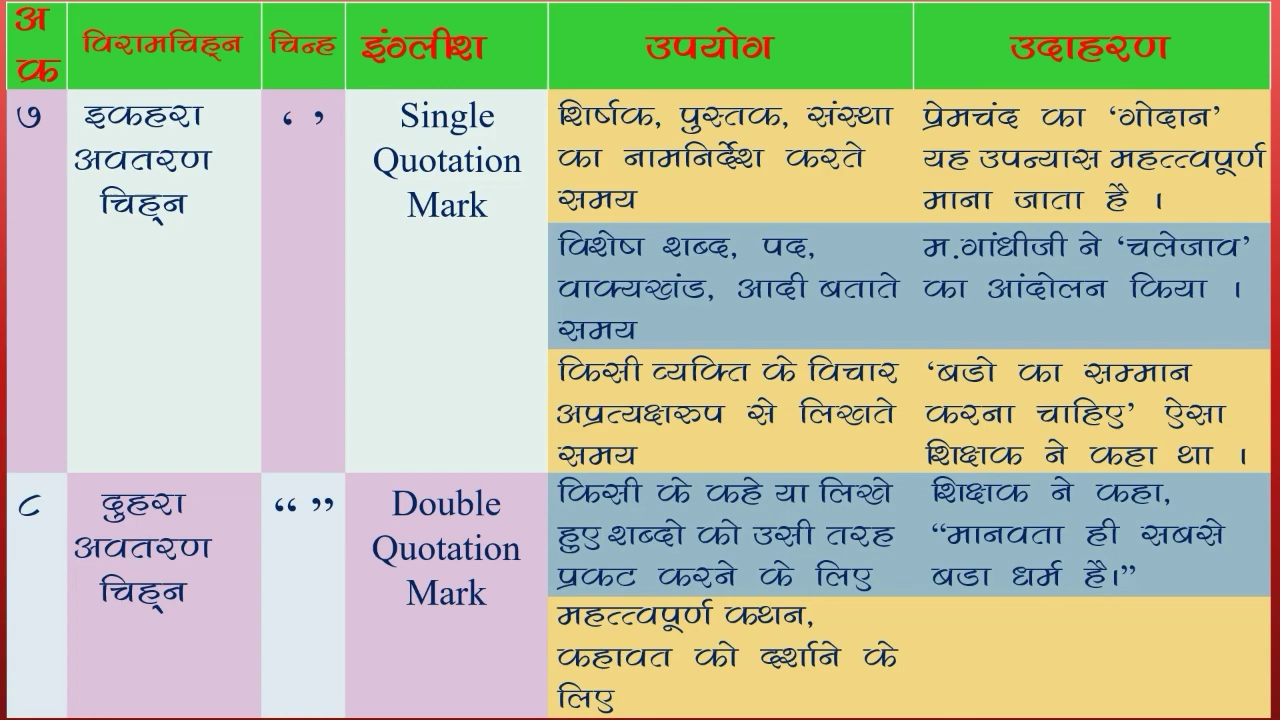 अ क्र विरामचिह्न चिन्ह इंग्लीश उपयोग उदाहरण
७ इकहरा अवतरण चिह्न ‘ ’ Single Quotation Mark
शिर्षक, पुस्तक, संस्था
का नामनिर्देश करते
समय
प्रेमचंद का ‘गोदान’
यह उपन्यास महत्त्वपूर्ण
माना जाता है ।
विशेष शब्द, पद,
वाक्यखंड, आदी बताते
समय
म.गांधीजी ने ‘चलेजाव’
का आंदोलन किया ।
किसी व्यक्ति के विचार
अप्रत्यक्षरुप से लिखते
समय
‘बडो का सम्मान
करना चाहिए’ ऐसा
शिक्षक ने कहा था ।
८ दुहरा अवतरण चिह्न “ ” Double Quotation Mark
किसी के कहे या लिखे
हुए शब्दो को उसी तरह
प्रकट करने के लिए
शिक्षक ने कहा,
“मानवता ही सबसे
बडा धर्म है।”
महत्त्वपूर्ण कथन,
कहावत को दर्शाने के
लिए